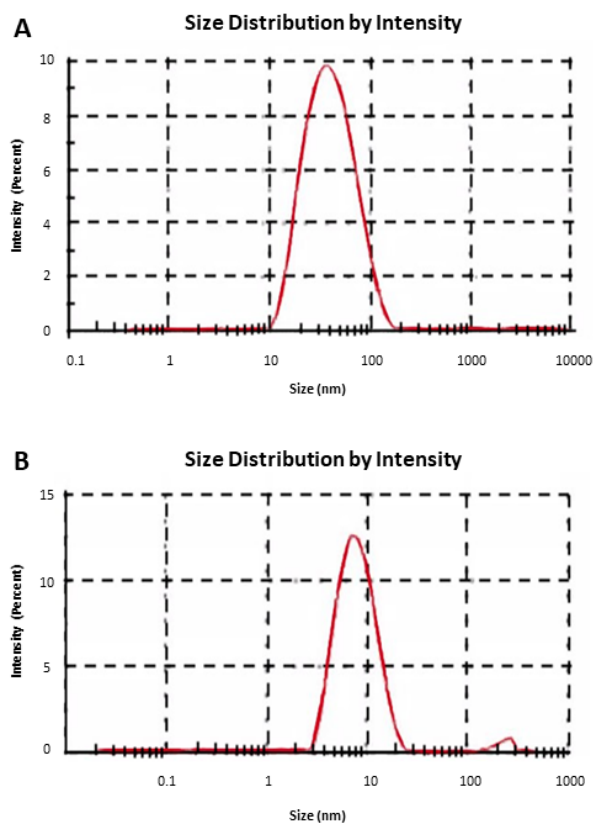 A
Size Distribution by Intensity
10
8
6
4
2
0
Intensity (Percent)
0.1 1 10 100 1000 10000
Size (nm)
B
Size Distribution by Intensity
15
10
5
0
Intensity (Percent)
0.1 1 10 100 1000
Size (nm)